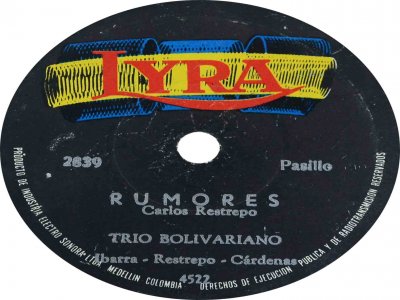 LYRA
2839
Pasillo
RUMORES
Carlos Restrepo
TRIO BOLIVARIANO
Ibarra - Restrepo - Cárdenas
4522
PRODUCTO DE INDUSTRIA ELECTRO SONORA LTDA. MEDELLIN COLOMBIA DERECHOS DE EJECUCION PUBLICA Y DE RADIOTRANSMISION RESERVADOS